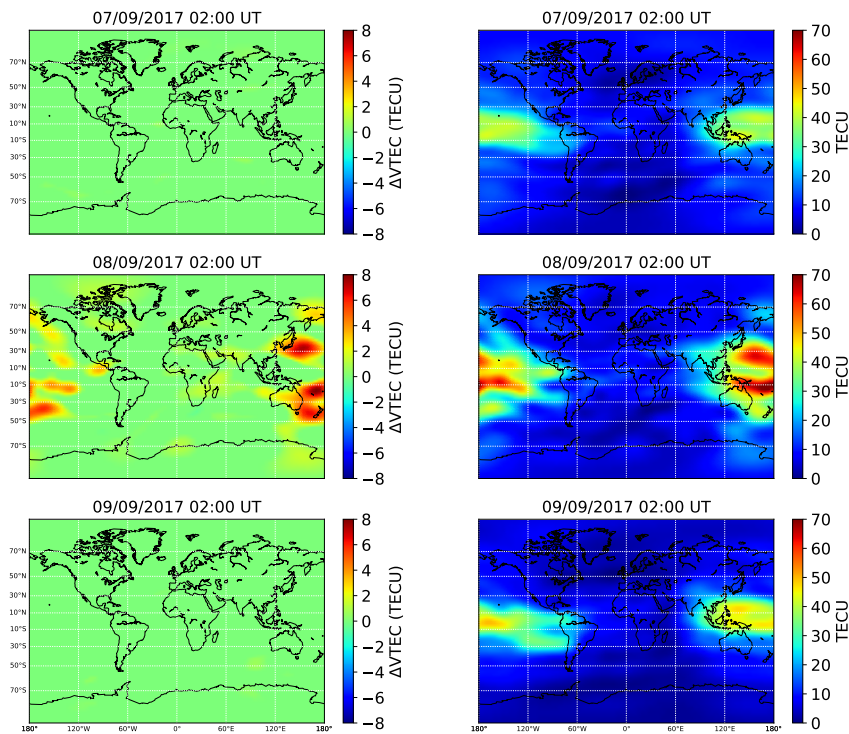 07/09/2017 02:00 UT
70°N
50°N
30°N
10°N
10°S
30°S
50°S
70°S
8
6
4
2
0
−2
−4
−6
−8
ΔVTEC (TECU)
07/09/2017 02:00 UT
70
60
50
40
30
20
10
0
TECU
08/09/2017 02:00 UT
70°N
50°N
30°N
10°N
10°S
30°S
50°S
70°S
8
6
4
2
0
−2
−4
−6
−8
ΔVTEC (TECU)
08/09/2017 02:00 UT
70
60
50
40
30
20
10
0
TECU
09/09/2017 02:00 UT
70°N
50°N
30°N
10°N
10°S
30°S
50°S
70°S
180° 120°W 60°W 0° 60°E 120°E 180°
8
6
4
2
0
−2
−4
−6
−8
ΔVTEC (TECU)
09/09/2017 02:00 UT
180° 120°W 60°W 0° 60°E 120°E 180°
70
60
50
40
30
20
10
0
TECU